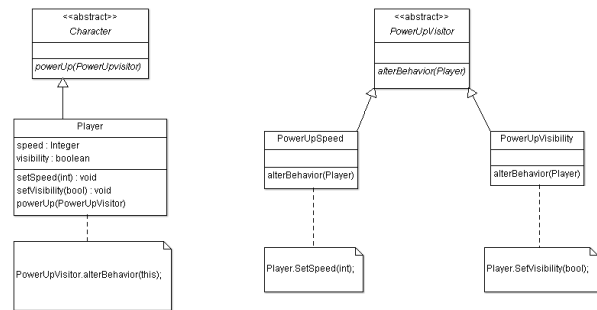 <<abstract>>
Character
powerUp(PowerUpvisitor)
Player
speed : Integer
visibility : boolean
setSpeed(int) : void
setVisibility(bool) : void
powerUp(PowerUpVisitor)
PowerUpVisitor.alterBehavior(this);
<<abstract>>
PowerUpVisitor
alterBehavior(Player)
PowerUpSpeed
alterBehavior(Player)
Player.SetSpeed(int);
PowerUpVisibility
alterBehavior(Player)
Player.SetVisibility(bool);